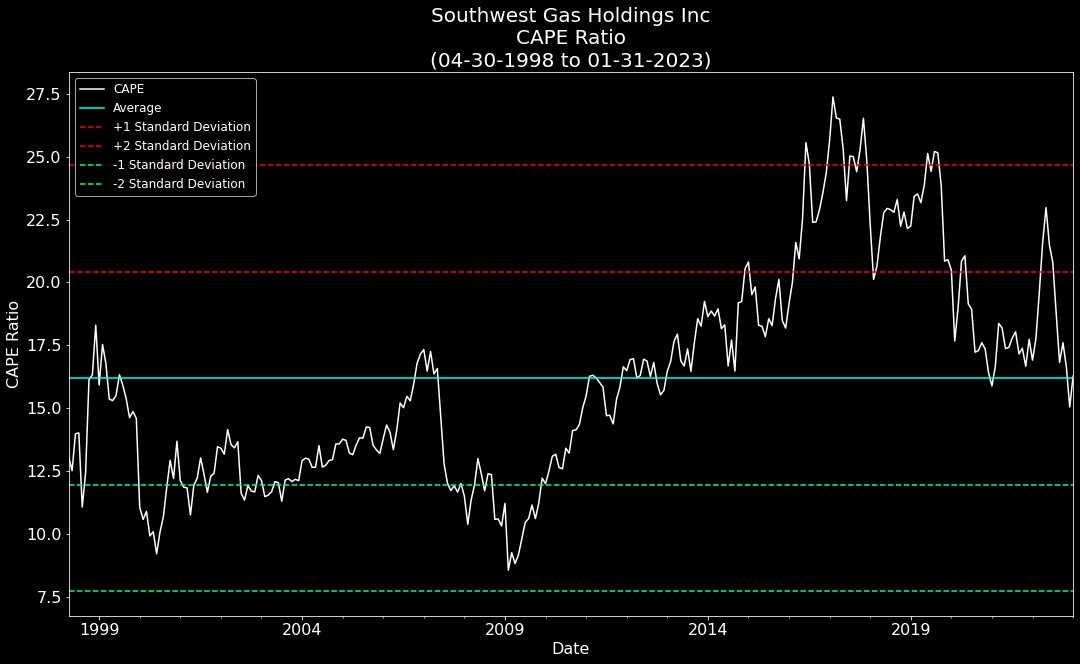 Southwest Gas Holdings Inc
CAPE Ratio
(04-30-1998 to 01-31-2023)
CAPE
Average
+1 Standard Deviation
+2 Standard Deviation
-1 Standard Deviation
-2 Standard Deviation
CAPE Ratio
27.5
25.0
22.5
20.0
17.5
15.0
12.5
10.0
7.5
1999
2004
2009
2014
2019
Date